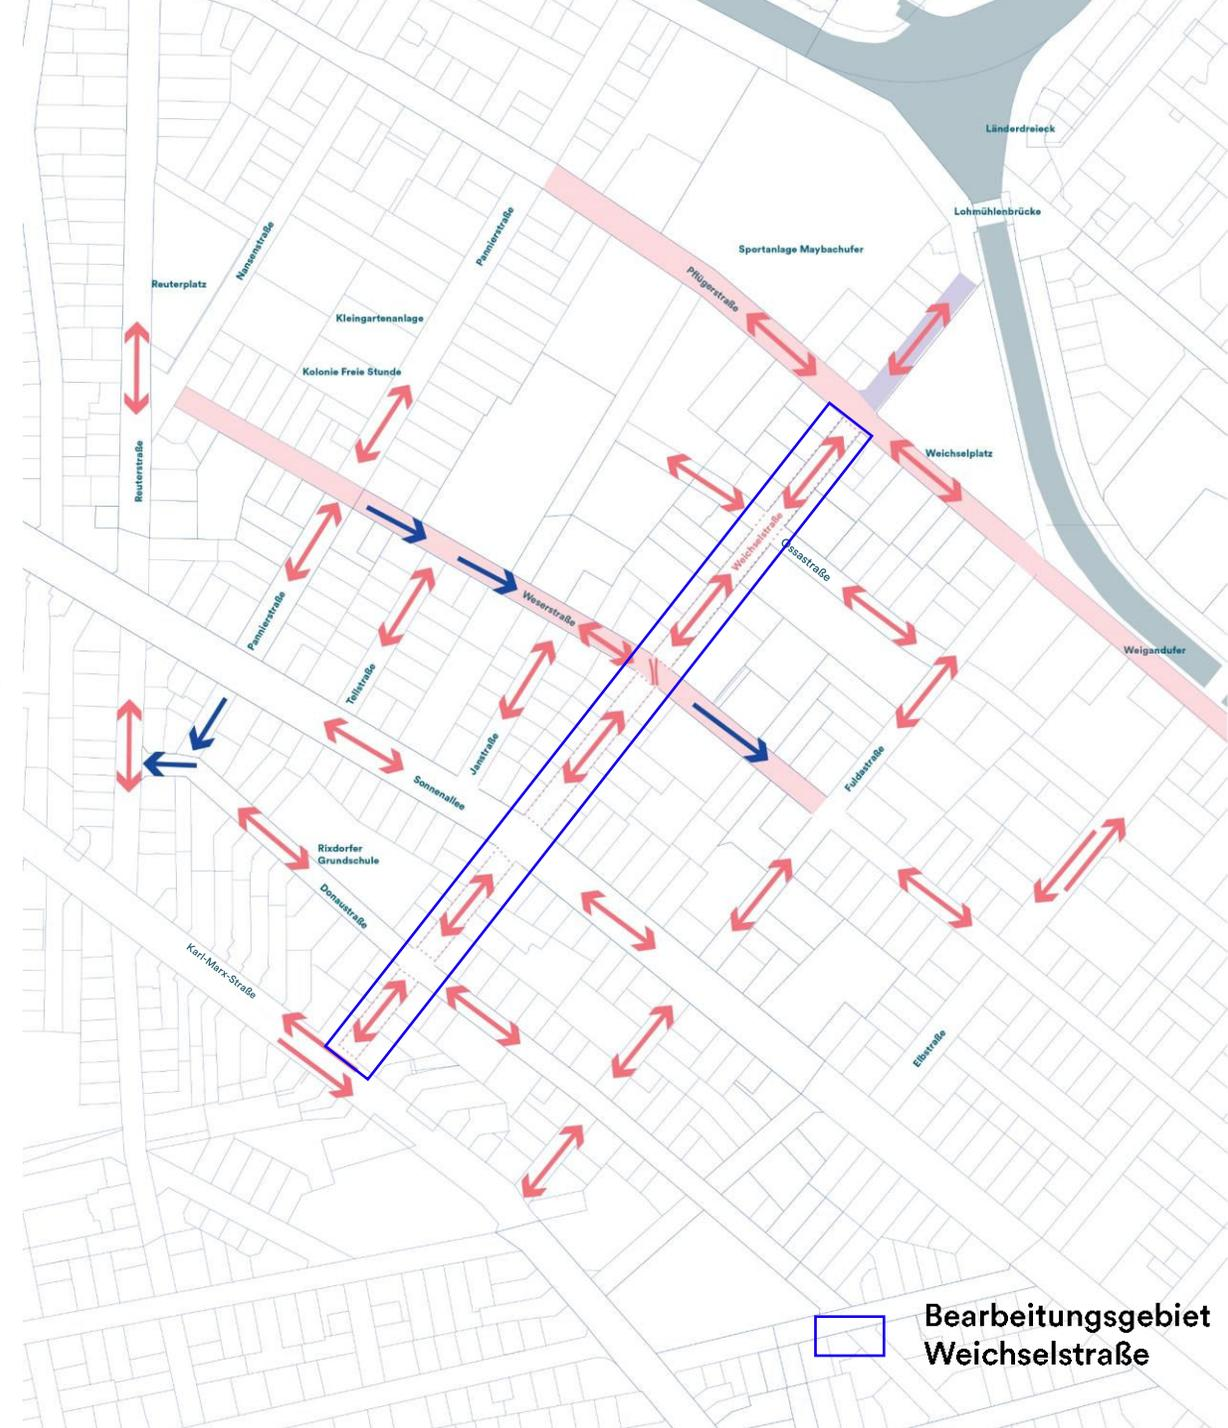 Länderdreieck
Lohmühlenbrücke
Nansenstraße
Pannierstraße
Sportanlage Maybachufer
Reuterplatz
Pflügerstraße
Kleingartenanlage
Kolonie Freie Stunde
Reuterstraße
Weichselplatz
Weichselstraße
Ossastraße
Weserstraße
Pannierstraße
Weigandufer
Tellstraße
Janstraße
Fuldastraße
Sonnenallee
Rixdorfer
Grundschule
Donaustraße
Karl-Marx-Straße
Elbstraße
Bearbeitungsgebiet
Weichselstraße